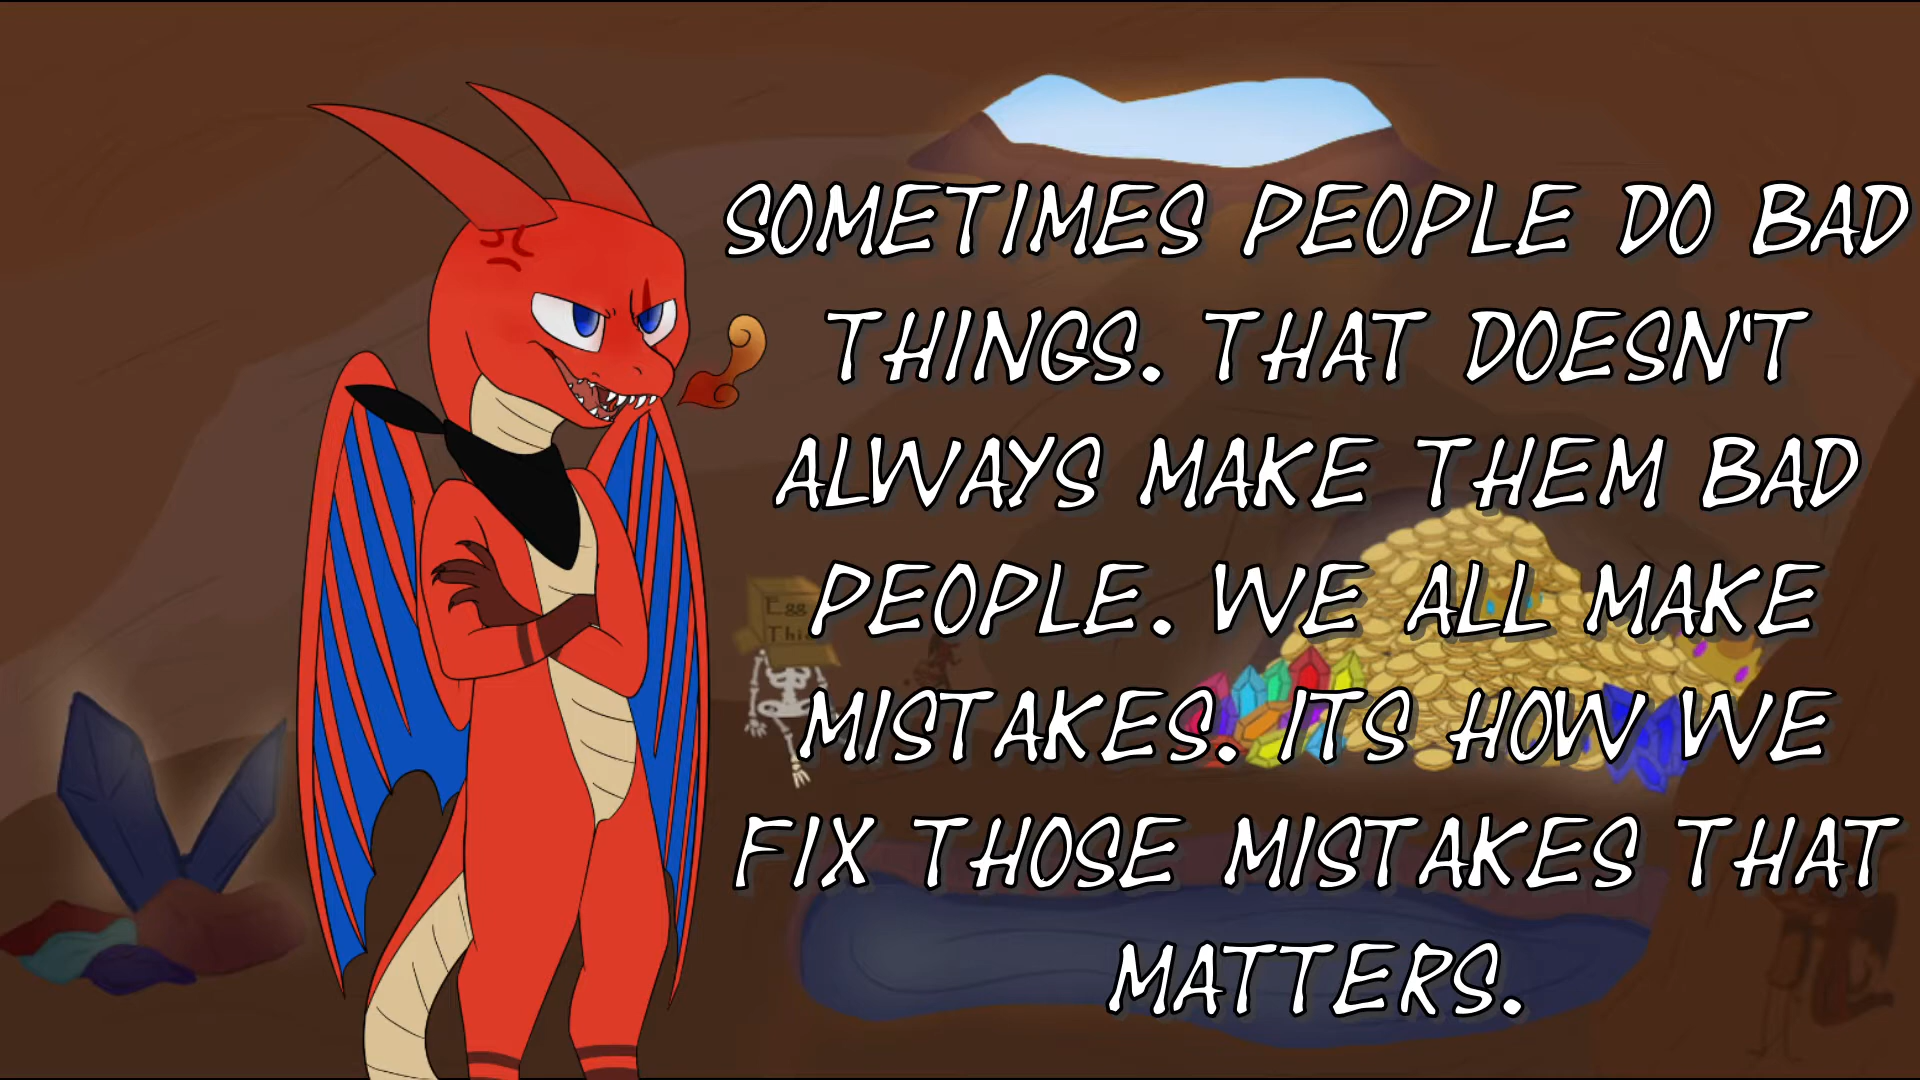 SOMETIMES PEOPLE DO BAD
THINGS. THAT DOESN'T
ALWAYS MAKE THEM BAD
PEOPLE. WE ALL MAKE
MISTAKES. ITS HOW WE
FIX THOSE MISTAKES THAT
MATTERS.
Egg